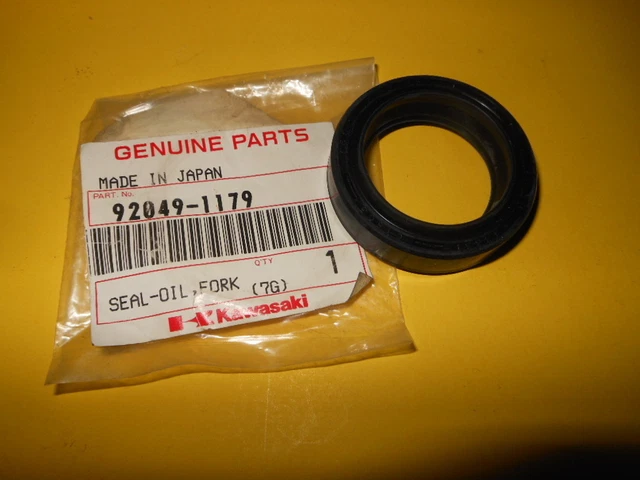 GENUINE PARTS
MADE IN JAPAN
PART. No.
92049-1179
Q'TY
1
SEAL-OIL,FORK (7G)
Kawasaki